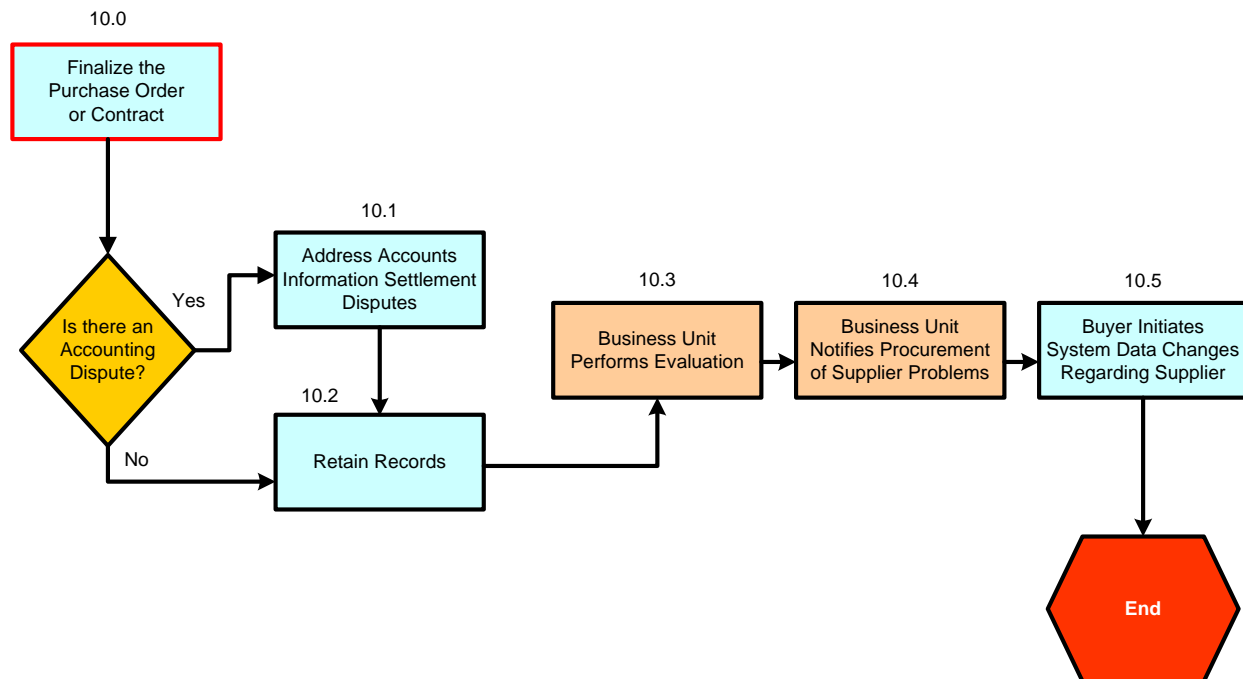 10.0
Finalize the
Purchase Order
or Contract
Is there an
Accounting
Dispute?
Yes
No
10.1
Address Accounts
Information Settlement
Disputes
10.2
Retain Records
10.3
Business Unit
Performs Evaluation
10.4
Business Unit
Notifies Procurement
of Supplier Problems
10.5
Buyer Initiates
System Data Changes
Regarding Supplier
End